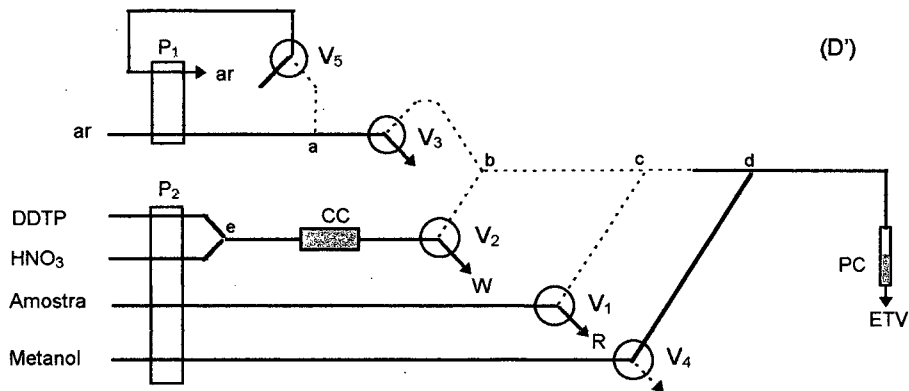 P1
V5
(D')
ar
ar
a
V3
b
c
d
P2
DDTP
e
CC
V2
HNO3
W
PC
Amostra
V1
R
ETV
Metanol
V4